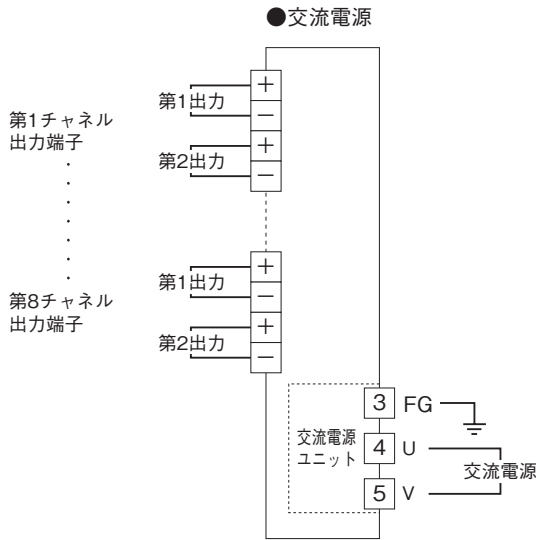 ●交流電源
第1チャネル
出力端子
第1出力
+
−
第2出力
+
−
第8チャネル
出力端子
第1出力
+
−
第2出力
+
−
交流電源
ユニット
3 FG
4 U
5 V
交流電源